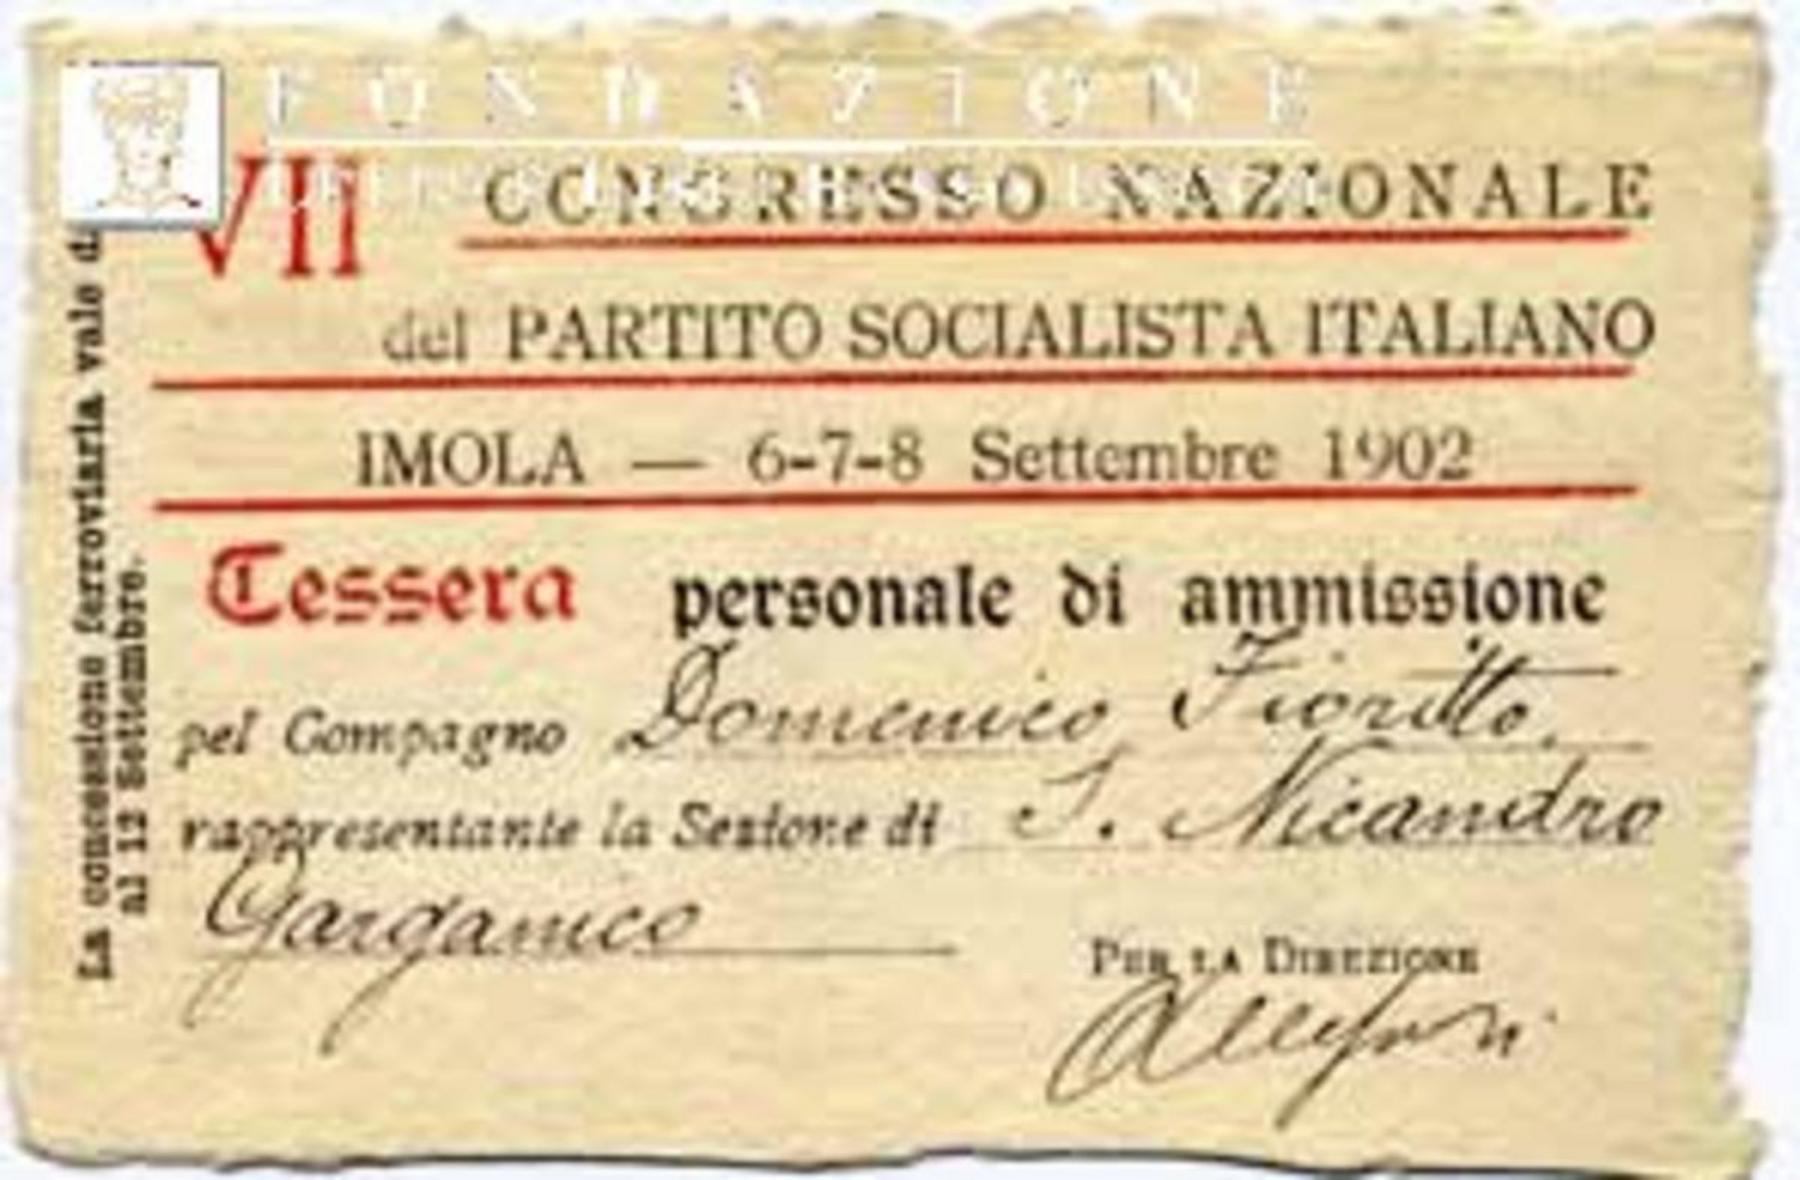 FONDAZIONE
VII CONGRESSO NAZIONALE
del PARTITO SOCIALISTA ITALIANO
IMOLA — 6-7-8 Settembre 1902
Tessera personale di ammissione
pel Compagno Domenico Fioritto.
rappresentante la Sezione di S. Nicandro
Garganico
PER LA DIREZIONE
La concessione ferroviaria vale
al 12 Settembre.